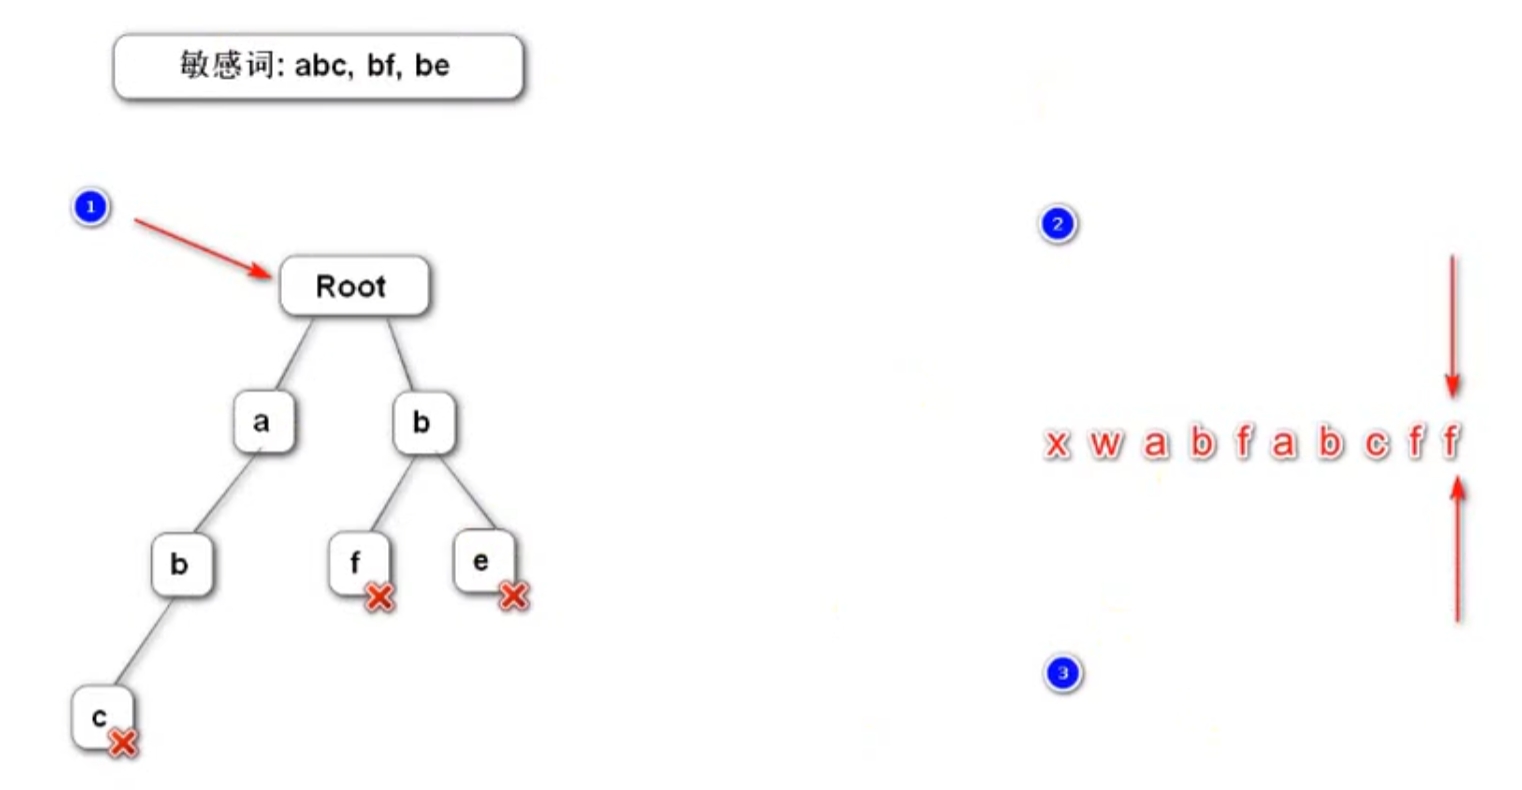 敏感词: abc, bf, be
1
2
Root
a
b
x w a b f a b c f f
b
f
e
3
c